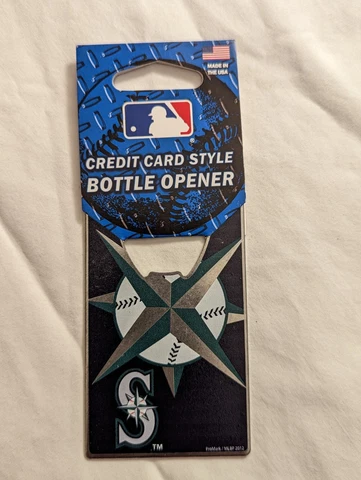 MADE IN
THE USA
®
CREDIT CARD STYLE
BOTTLE OPENER
S
™